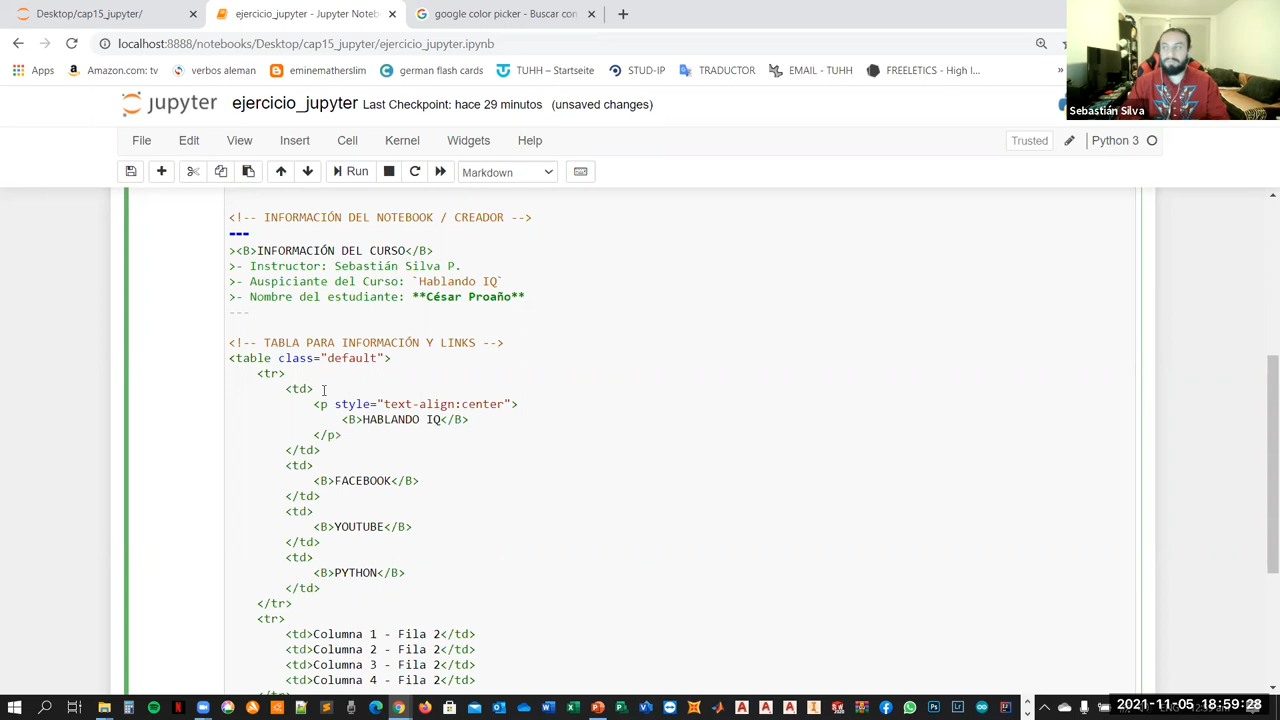 Desktop/cap15_jupyter/
ejercicio_jupyter - Jupyter Noteb
google color picker - Buscar con
localhost:8888/notebooks/Desktop/cap15_jupyter/ejercicio_jupyter.ipynb
Apps
Amazon.com: tv
verbos aleman
eminematherslim
german flash cards
TUHH – Startseite
STUD-IP
TRADUCTOR
EMAIL - TUHH
FREELETICS - High I...
»
Sebastián Silva
jupyter ejercicio_jupyter Last Checkpoint: hace 29 minutos (unsaved changes)
File Edit View Insert Cell Kernel Widgets Help
Trusted
Python 3
Run
Markdown
<!-- INFORMACIÓN DEL NOTEBOOK / CREADOR -->
---
><B>INFORMACIÓN DEL CURSO</B>
>- Instructor: Sebastián Silva P.
>- Auspiciante del Curso: `Hablando IQ`
>- Nombre del estudiante: **César Proaño**
---
<!-- TABLA PARA INFORMACIÓN Y LINKS -->
<table class="default">
<tr>
<td>
<p style="text-align:center">
<B>HABLANDO IQ</B>
</p>
</td>
<td>
<B>FACEBOOK</B>
</td>
<td>
<B>YOUTUBE</B>
</td>
<td>
<B>PYTHON</B>
</td>
</tr>
<tr>
<td>Columna 1 - Fila 2</td>
<td>Columna 2 - Fila 2</td>
<td>Columna 3 - Fila 2</td>
<td>Columna 4 - Fila 2</td>
</tr>
2021-11-05 18:59:28